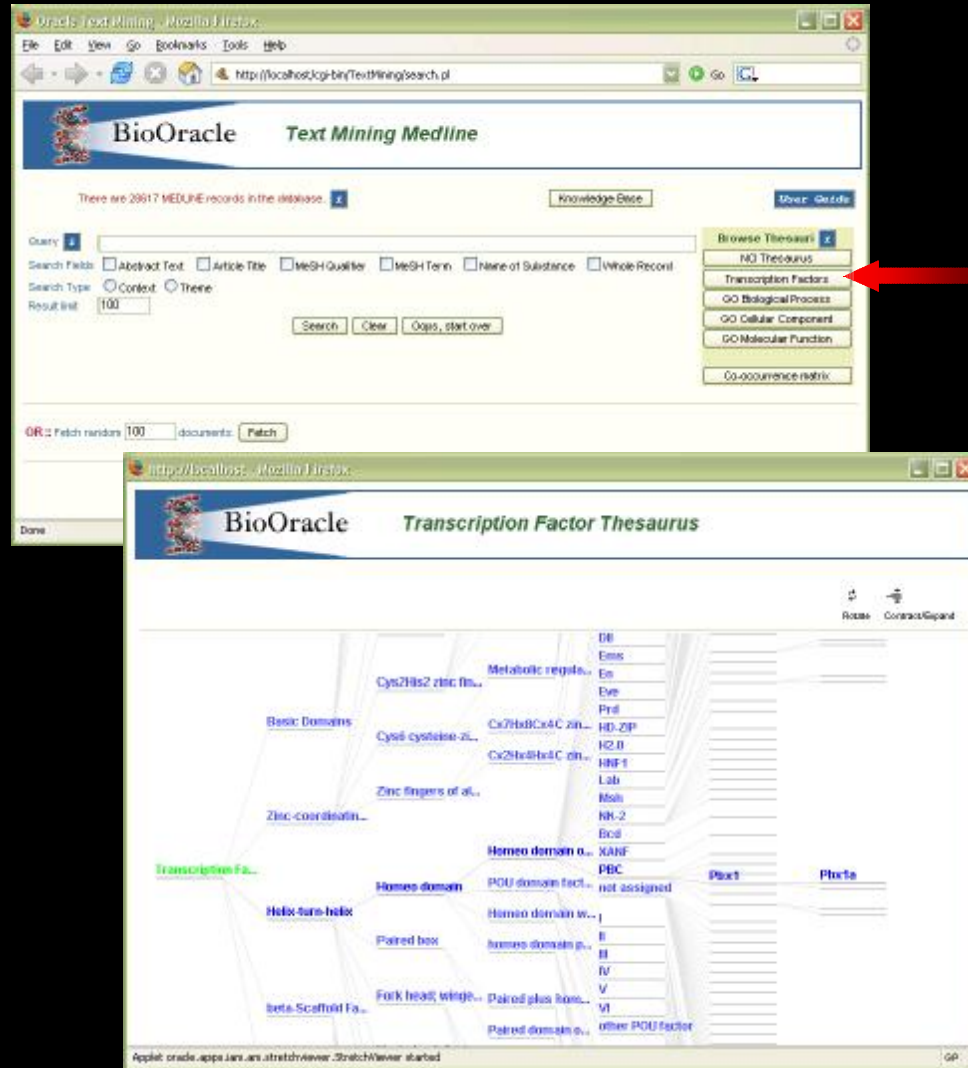 Oracle Text Mining - Mozilla Firefox
File Edit View Go Bookmarks Tools Help
http://localhost/cgi-bin/TextMining/search.pl Go
BioOracle Text Mining Medline
There are 28617 MEDLINE records in the database. x Knowledge Base User Guide
Query Browse Thesauri x
Search Fields Abstract Text Article Title MeSH Qualifier MeSH Term Name of Substance Whole Record
Search Type Context Theme
Result limit 100
Search Clear Oops, start over
NCI Thesaurus
Transcription Factors
GO Biological Process
GO Cellular Component
GO Molecular Function
Co-occurrence matrix
OR :: Fetch random 100 documents. Fetch
Done
http://localhost - Mozilla Firefox
BioOracle Transcription Factor Thesaurus
Rotate Contract/Expand
Transcription Fa...
Basic Domains
Zinc-coordinatin...
Helix-turn-helix
beta-Scaffold Fa...
Cys2His2 zinc fin...
Cys6 cysteine-zi...
Zinc fingers of al...
Homeo domain
Paired box
Fork head; winge...
Metabolic regula...
Cx7Hx8Cx4C zin...
Cx2Hx4Hx4C zin...
Homeo domain o...
POU domain fact...
Homeo domain w...
homeo domain p...
Paired plus hom...
Paired domain o...
Dll
Ems
En
Eve
Prd
HD-ZIP
H2.0
HNF1
Lab
Msh
NK-2
Bcd
XANF
PBC
not assigned
I
II
III
IV
V
VI
other POU factor
Pbx1
Pbx1a
Applet oracle.apps.jam.am.stretchviewer.StretchViewer started GP